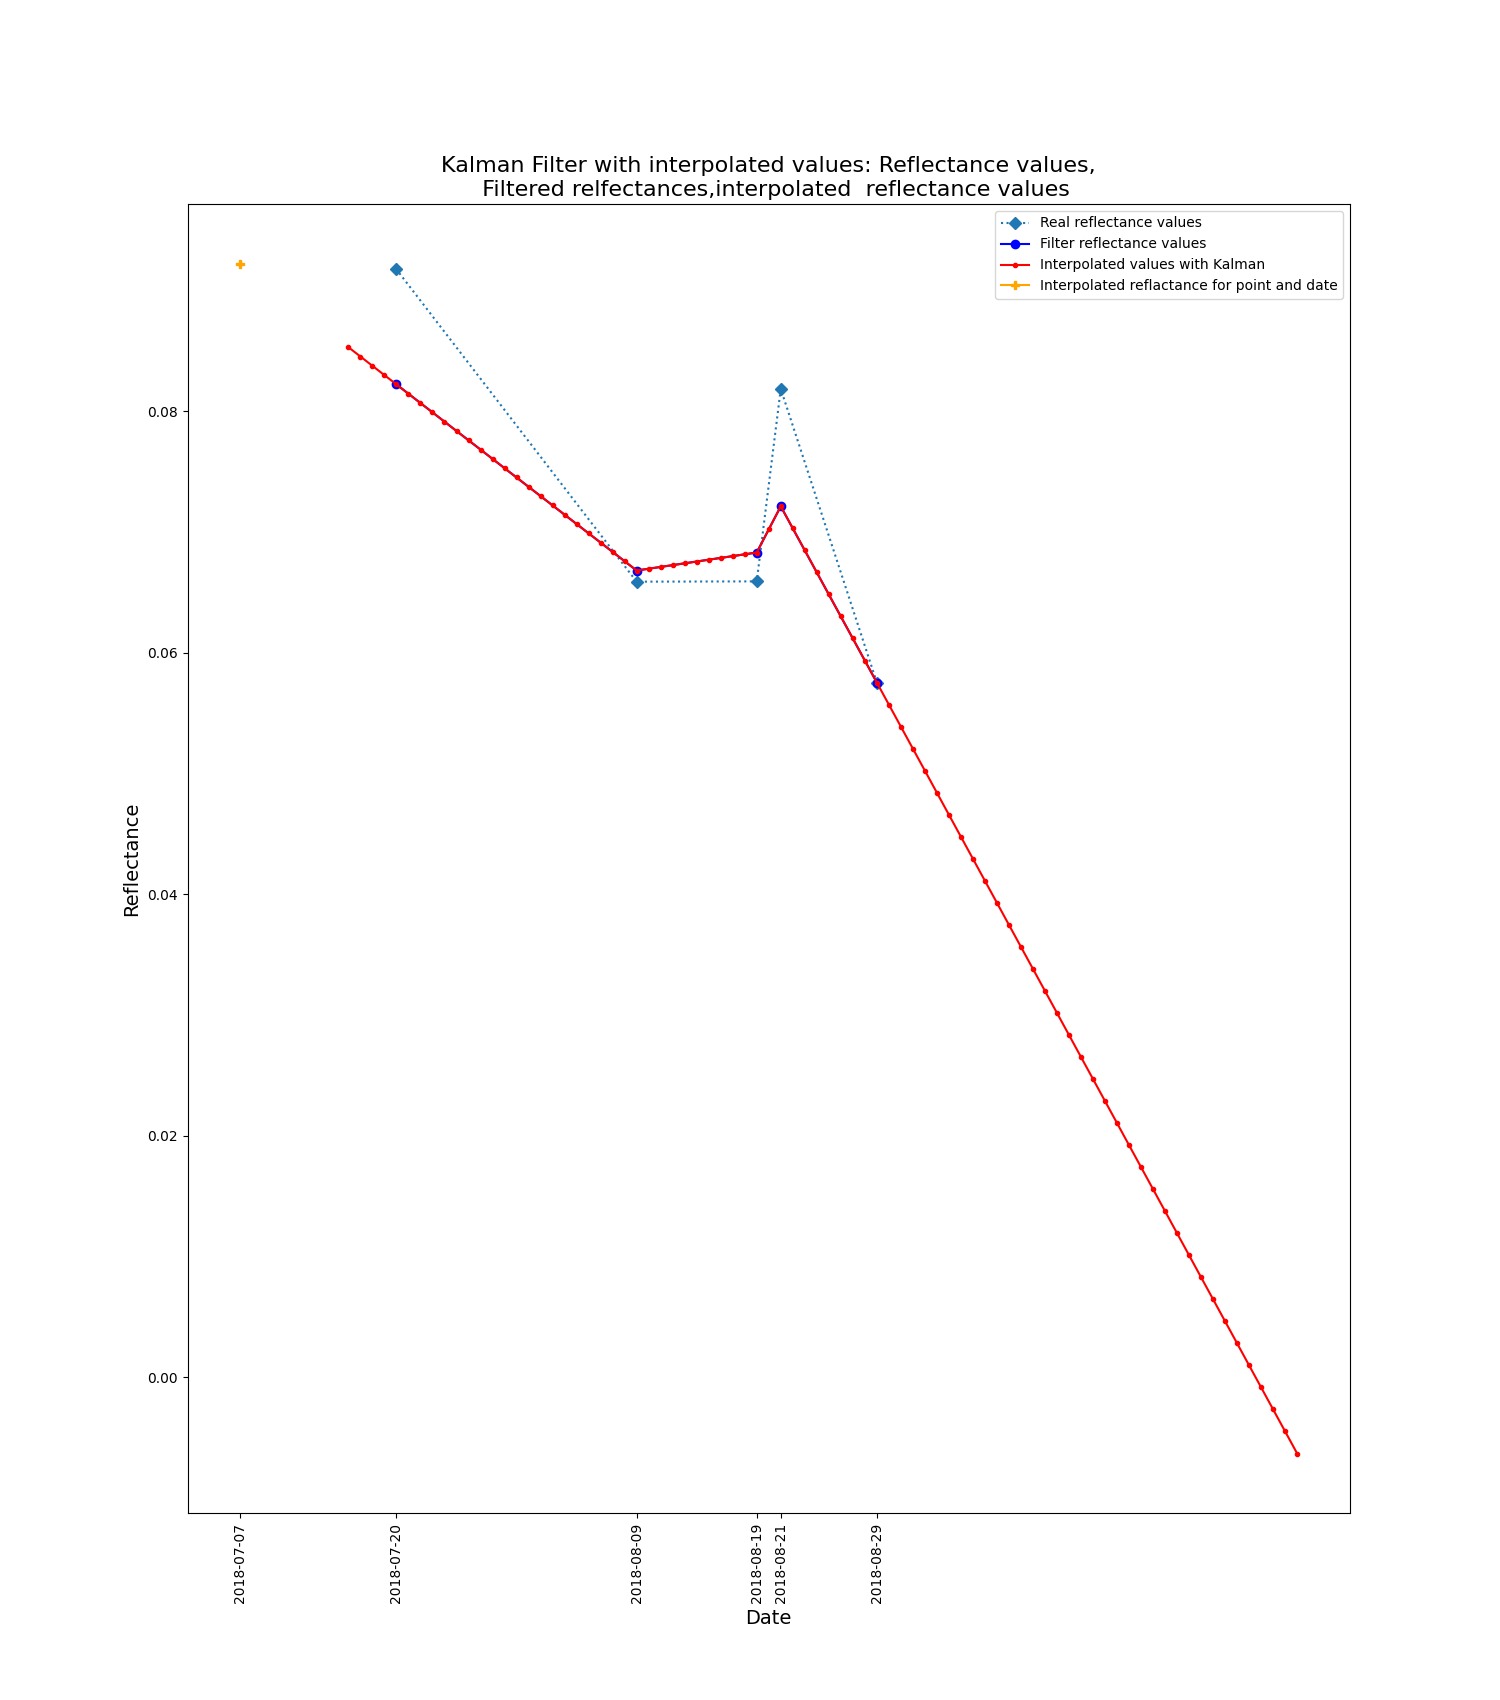 Kalman Filter with interpolated values: Reflectance values,
Filtered relfectances,interpolated  reflectance values
Real reflectance values
Filter reflectance values
Interpolated values with Kalman
Interpolated reflactance for point and date
Reflectance
0.08
0.06
0.04
0.02
0.00
2018-07-07
2018-07-20
2018-08-09
2018-08-19
2018-08-21
2018-08-29
Date